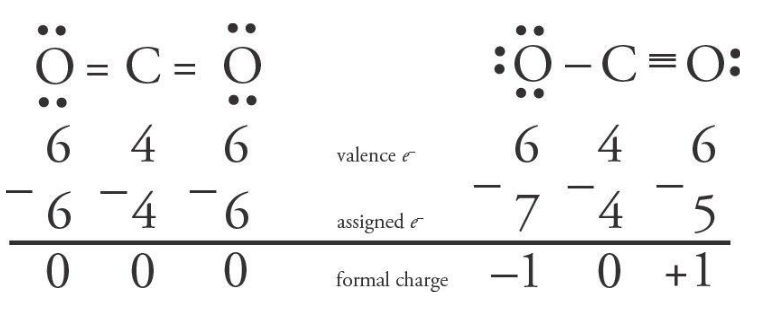 O = C = O O – C ≡ O
6 4 6 valence e⁻ 6 4 6
– 6 – 4 – 6 assigned e⁻ – 7 – 4 – 5
0 0 0 formal charge –1 0 +1